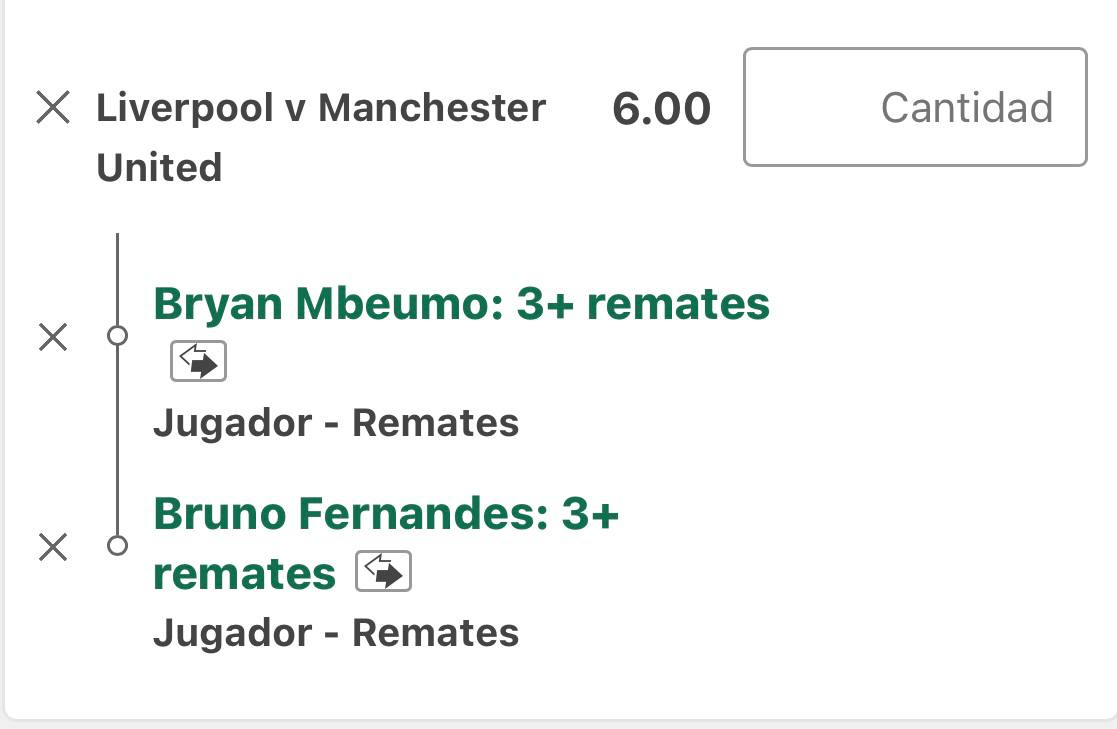 Liverpool v Manchester 6.00 Cantidad
United
Bryan Mbeumo: 3+ remates
Jugador - Remates
Bruno Fernandes: 3+
remates
Jugador - Remates